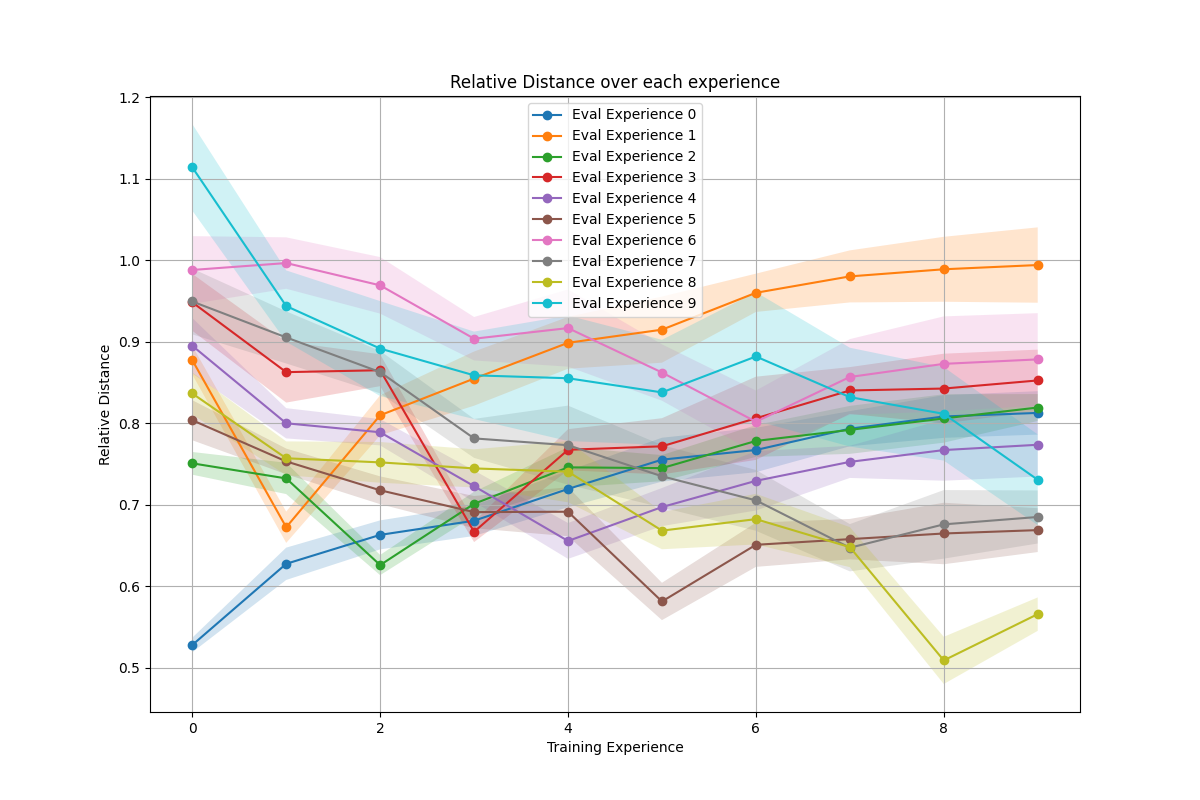 Relative Distance over each experience
1.2
1.1
1.0
0.9
0.8
0.7
0.6
0.5
Relative Distance
Eval Experience 0
Eval Experience 1
Eval Experience 2
Eval Experience 3
Eval Experience 4
Eval Experience 5
Eval Experience 6
Eval Experience 7
Eval Experience 8
Eval Experience 9
0 2 4 6 8
Training Experience